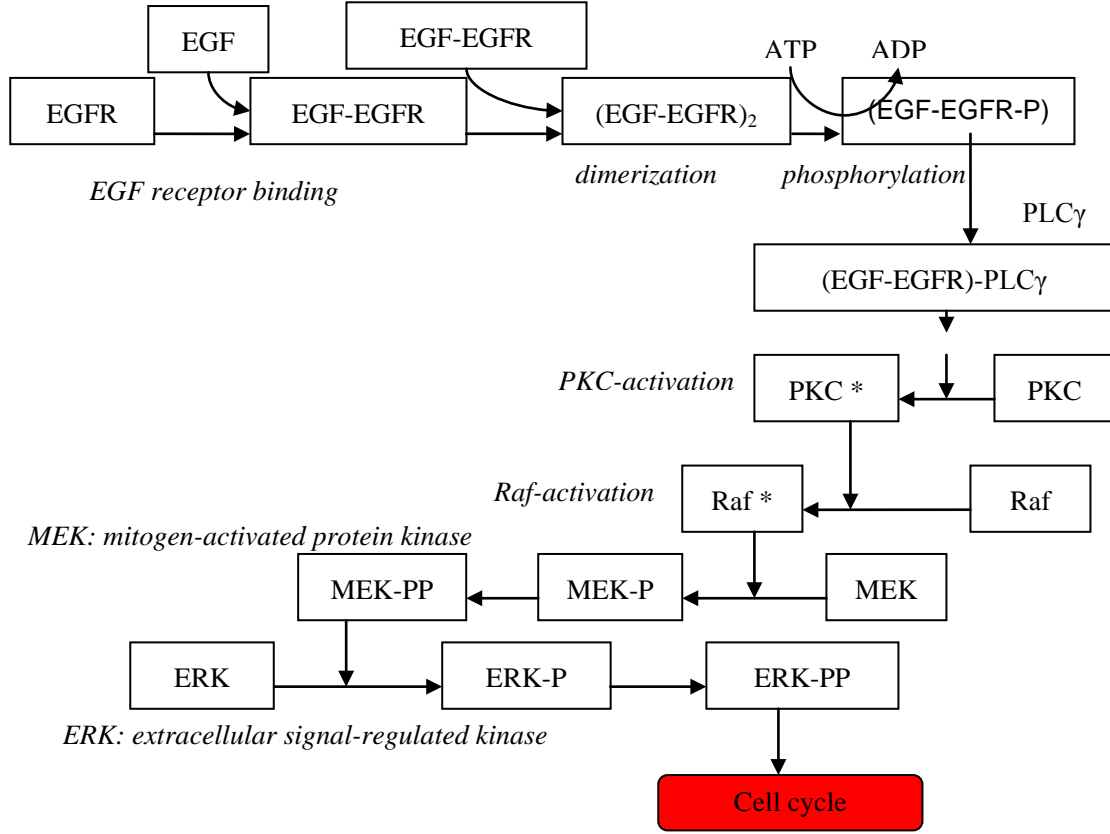 EGF
EGF-EGFR
ATP
ADP
EGFR
EGF-EGFR
(EGF-EGFR)₂
(EGF-EGFR-P)
EGF receptor binding
dimerization
phosphorylation
PLCγ
(EGF-EGFR)-PLCγ
PKC-activation
PKC *
PKC
Raf-activation
Raf *
Raf
MEK: mitogen-activated protein kinase
MEK-PP
MEK-P
MEK
ERK
ERK-P
ERK-PP
ERK: extracellular signal-regulated kinase
Cell cycle